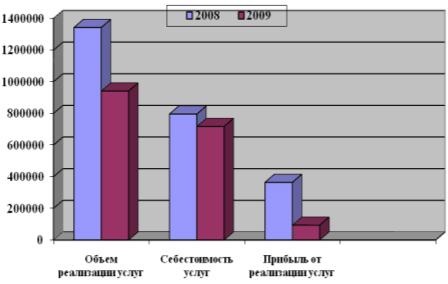 2008 2009
1400000
1200000
1000000
800000
600000
400000
200000
0
Объем
реализации услуг
Себестоимость
услуг
Прибыль от
реализации услуг